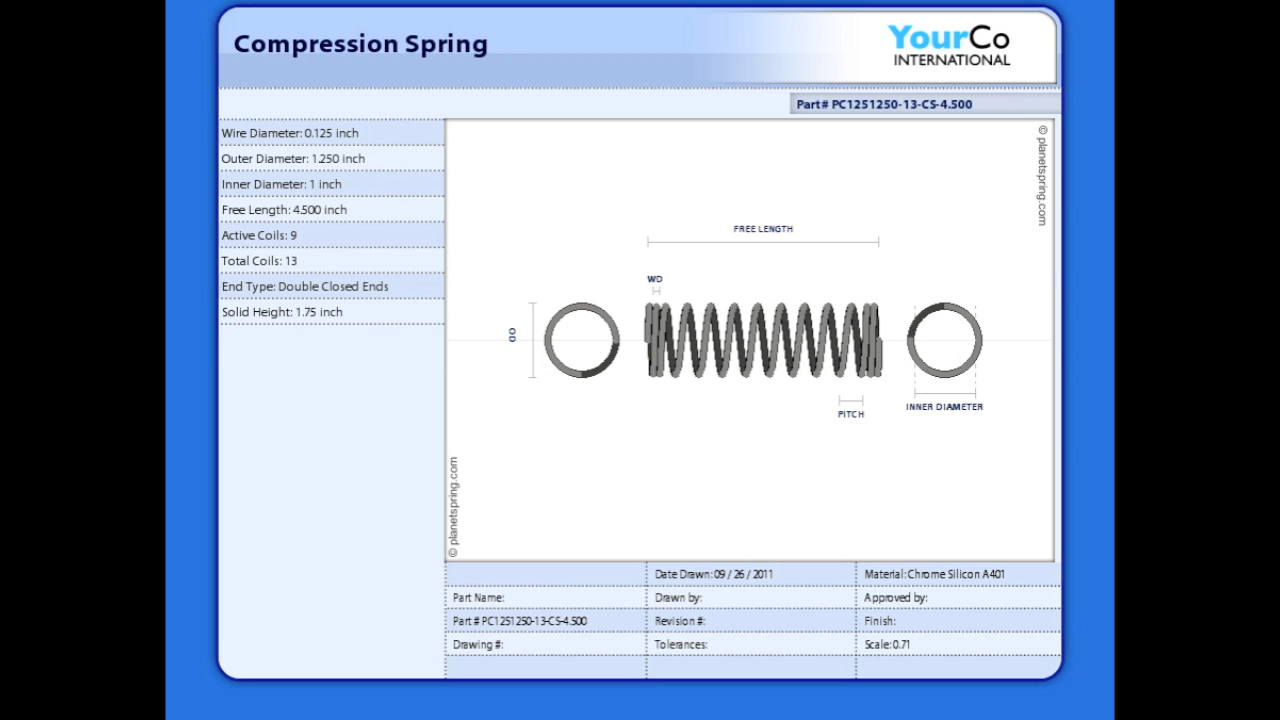 Compression Spring
YourCo
INTERNATIONAL
Part# PC1251250-13-CS-4.500
Wire Diameter: 0.125 inch
Outer Diameter: 1.250 inch
Inner Diameter: 1 inch
Free Length: 4.500 inch
Active Coils: 9
Total Coils: 13
End Type: Double Closed Ends
Solid Height: 1.75 inch
© planetspring.com
FREE LENGTH
WD
OD
PITCH
INNER DIAMETER
© planetspring.com
Date Drawn: 09 / 26 / 2011
Material: Chrome Silicon A401
Part Name:
Drawn by:
Approved by:
Part # PC1251250-13-CS-4.500
Revision #:
Finish:
Drawing #:
Tolerances:
Scale: 0.71